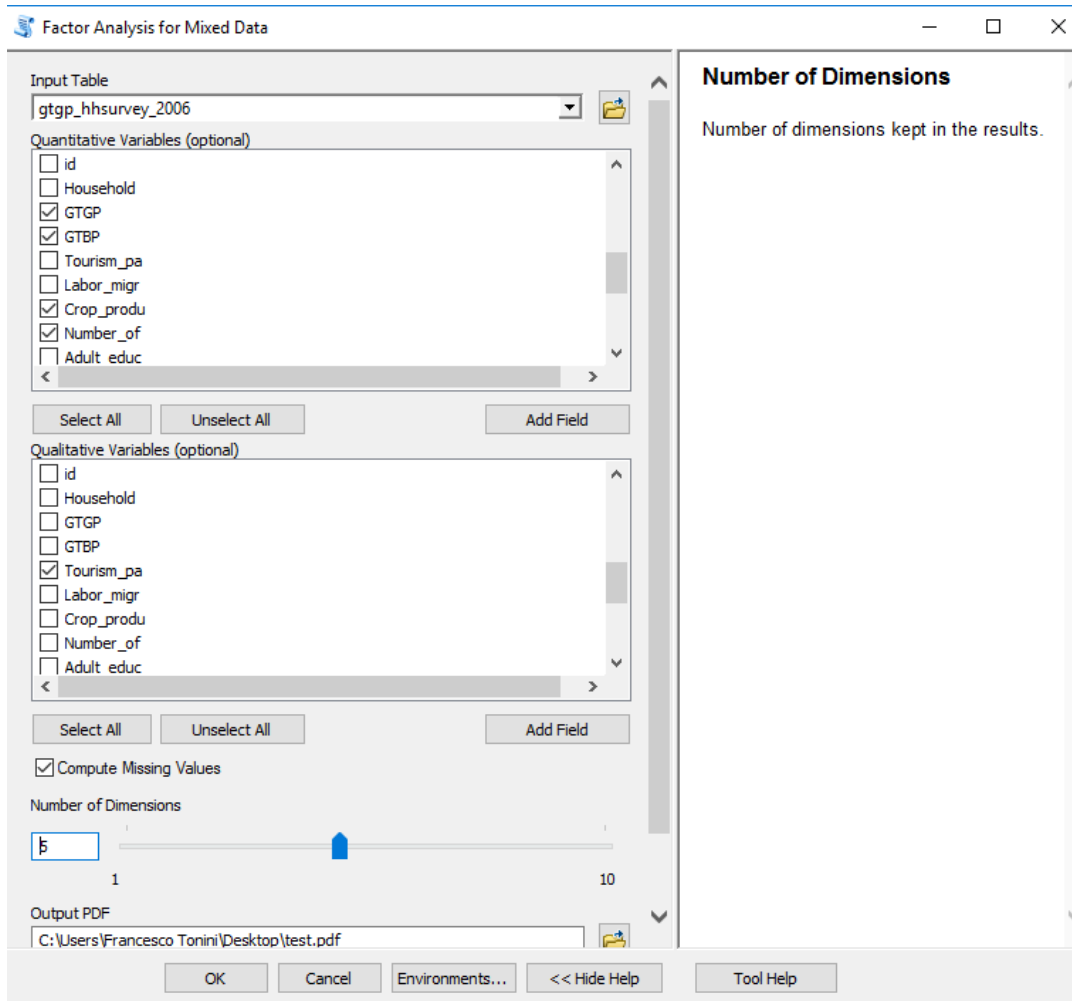 Factor Analysis for Mixed Data
Input Table
gtgp_hhsurvey_2006
Quantitative Variables (optional)
id
Household
GTGP
GTBP
Tourism_pa
Labor_migr
Crop_produ
Number_of
Adult_educ
Select All Unselect All Add Field
Qualitative Variables (optional)
id
Household
GTGP
GTBP
Tourism_pa
Labor_migr
Crop_produ
Number_of
Adult_educ
Select All Unselect All Add Field
Compute Missing Values
Number of Dimensions
5
1 10
Output PDF
C:\Users\Francesco Tonini\Desktop\test.pdf
OK Cancel Environments... << Hide Help Tool Help
Number of Dimensions
Number of dimensions kept in the results.